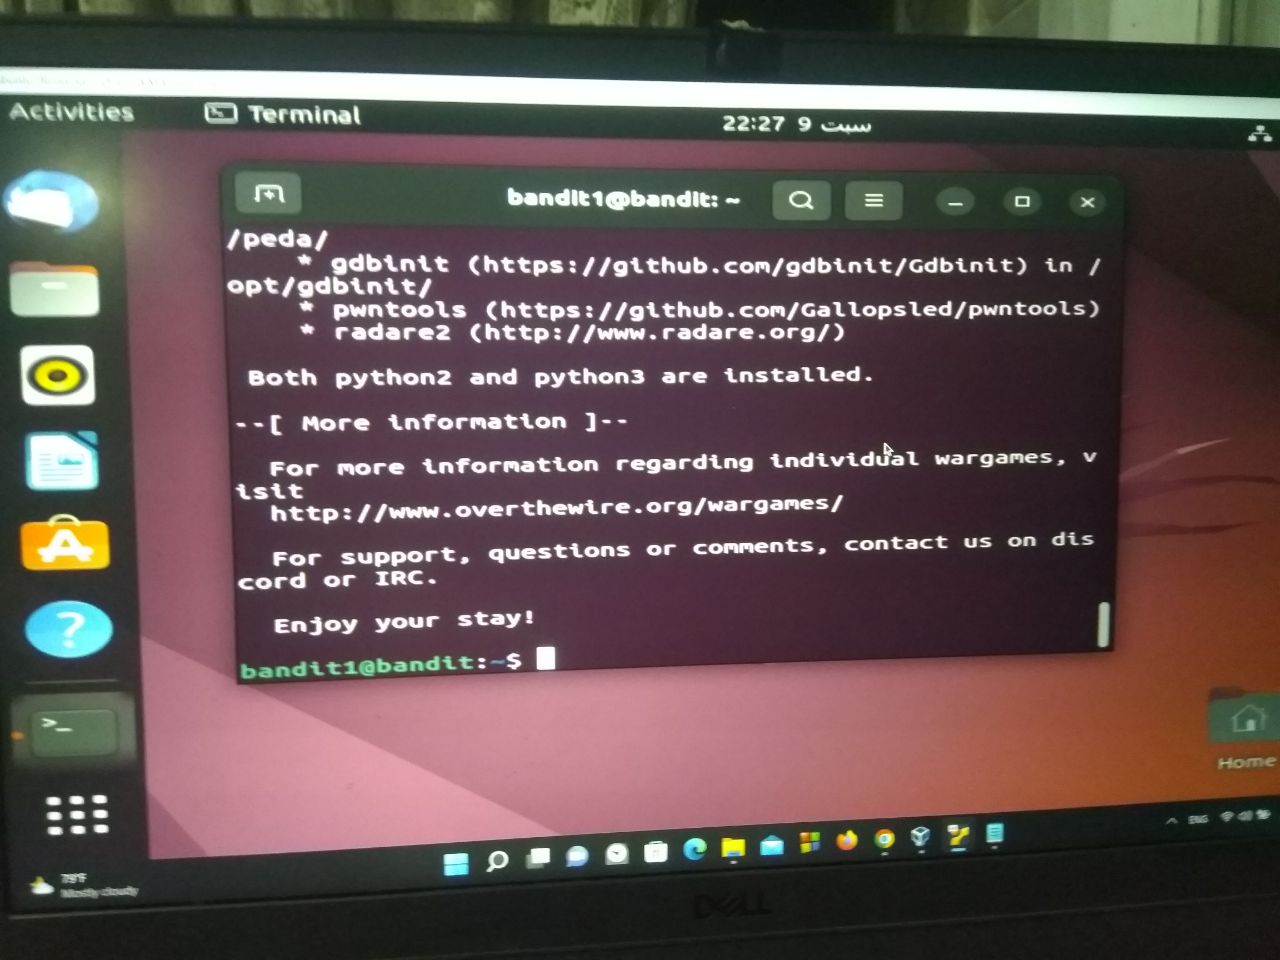 Activities
Terminal
22:27 9 سبت
bandit1@bandit: ~
/peda/
* gdbinit (https://github.com/gdbinit/Gdbinit) in /
opt/gdbinit/
* pwntools (https://github.com/Gallopsled/pwntools)
* radare2 (http://www.radare.org/)
Both python2 and python3 are installed.
--[ More information ]--
For more information regarding individual wargames, v
isit
http://www.overthewire.org/wargames/
For support, questions or comments, contact us on dis
cord or IRC.
Enjoy your stay!
bandit1@bandit:~$
Home
ENG
79°F
Mostly cloudy
DELL